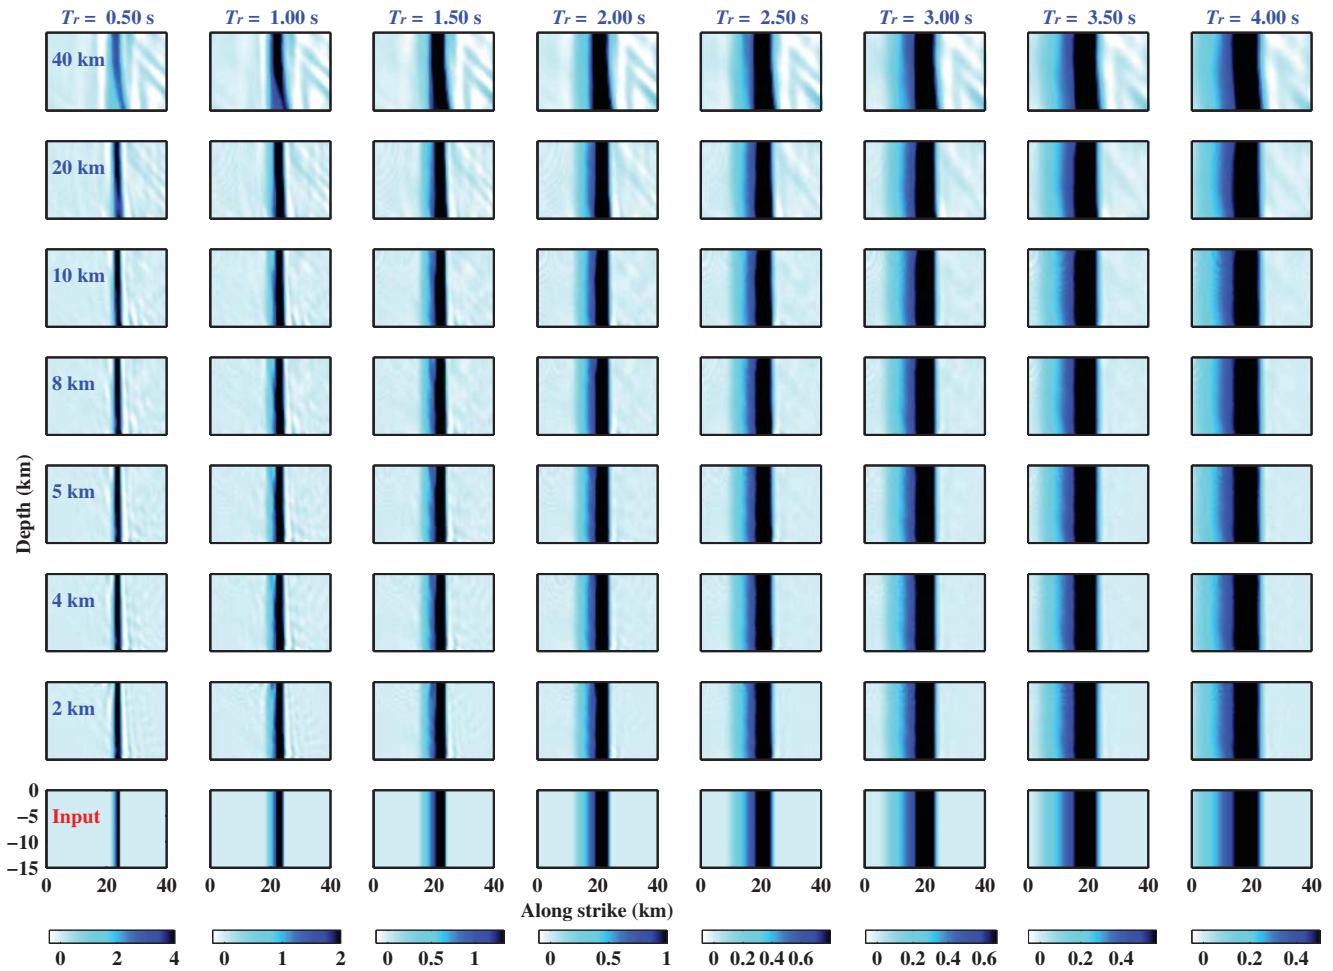 Tr = 0.50 s Tr = 1.00 s Tr = 1.50 s Tr = 2.00 s Tr = 2.50 s Tr = 3.00 s Tr = 3.50 s Tr = 4.00 s
40 km
20 km
10 km
8 km
5 km
4 km
2 km
Input
Depth (km)
0
−5
−10
−15
0 20 40 0 20 40 0 20 40 0 20 40 0 20 40 0 20 40 0 20 40 0 20 40
Along strike (km)
0 2 4 0 1 2 0 0.5 1 0 0.5 1 0 0.2 0.4 0.6 0 0.2 0.4 0.6 0 0.2 0.4 0 0.2 0.4